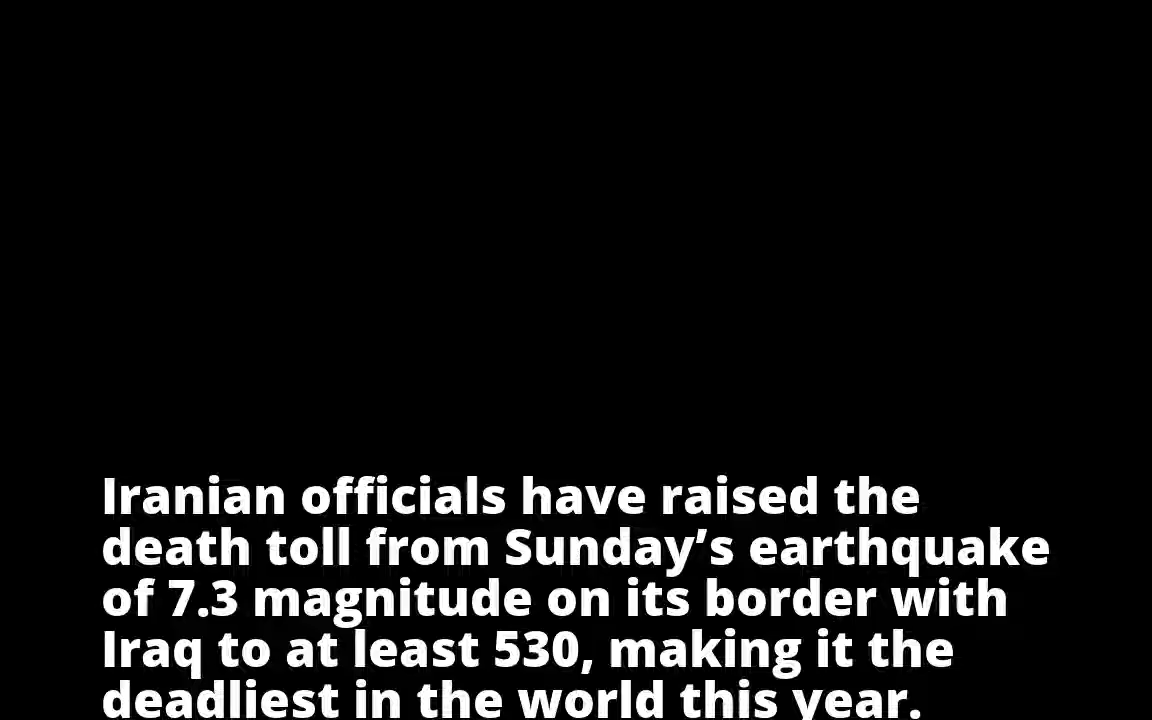 Iranian officials have raised the
death toll from Sunday’s earthquake
of 7.3 magnitude on its border with
Iraq to at least 530, making it the
deadliest in the world this year.